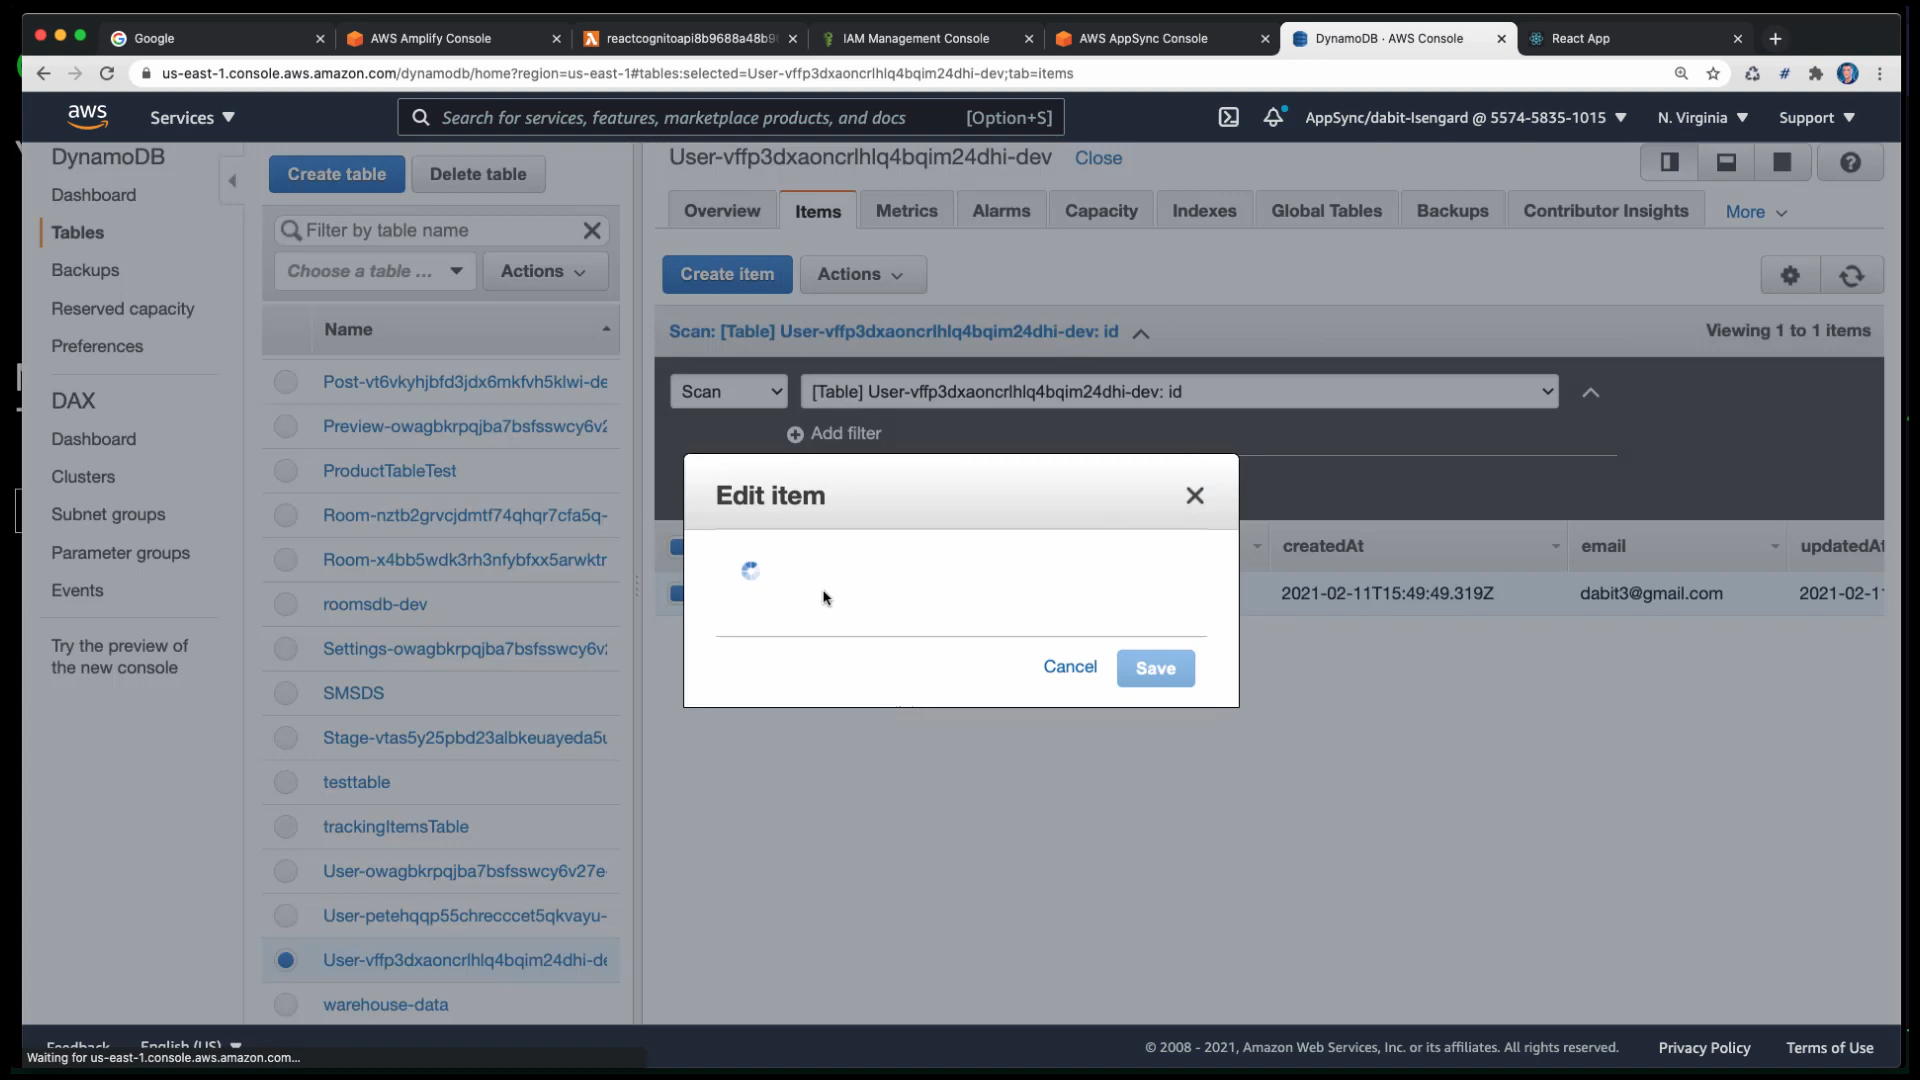 Google
AWS Amplify Console
reactcognitoapi8b9688a48b9
IAM Management Console
AWS AppSync Console
DynamoDB · AWS Console
React App
us-east-1.console.aws.amazon.com/dynamodb/home?region=us-east-1#tables:selected=User-vffp3dxaoncrlhlq4bqim24dhi-dev;tab=items
aws
Services
Search for services, features, marketplace products, and docs
[Option+S]
AppSync/dabit-Isengard @ 5574-5835-1015
N. Virginia
Support
DynamoDB
Dashboard
Tables
Backups
Reserved capacity
Preferences
DAX
Dashboard
Clusters
Subnet groups
Parameter groups
Events
Try the preview of
the new console
Create table
Delete table
Filter by table name
Choose a table ...
Actions
Name
Post-vt6vkyhjbfd3jdx6mkfvh5klwi-de
Preview-owagbkrpqjba7bsfsswcy6v2
ProductTableTest
Room-nztb2grvcjdmtf74qhqr7cfa5q-
Room-x4bb5wdk3rh3nfybfxx5arwktr
roomsdb-dev
Settings-owagbkrpqjba7bsfsswcy6v
SMSDS
Stage-vtas5y25pbd23albkeuayeda5u
testtable
trackingItemsTable
User-owagbkrpqjba7bsfsswcy6v27e
User-petehqqp55chrecccet5qkvayu-
User-vffp3dxaoncrlhlq4bqim24dhi-de
warehouse-data
User-vffp3dxaoncrlhlq4bqim24dhi-dev
Close
Overview
Items
Metrics
Alarms
Capacity
Indexes
Global Tables
Backups
Contributor Insights
More
Create item
Actions
Scan: [Table] User-vffp3dxaoncrlhlq4bqim24dhi-dev: id
Viewing 1 to 1 items
Scan
[Table] User-vffp3dxaoncrlhlq4bqim24dhi-dev: id
Add filter
Edit item
Cancel
Save
createdAt
email
updatedAt
2021-02-11T15:49:49.319Z
dabit3@gmail.com
2021-02-1
Feedback
English (US)
Waiting for us-east-1.console.aws.amazon.com...
© 2008 - 2021, Amazon Web Services, Inc. or its affiliates. All rights reserved.
Privacy Policy
Terms of Use